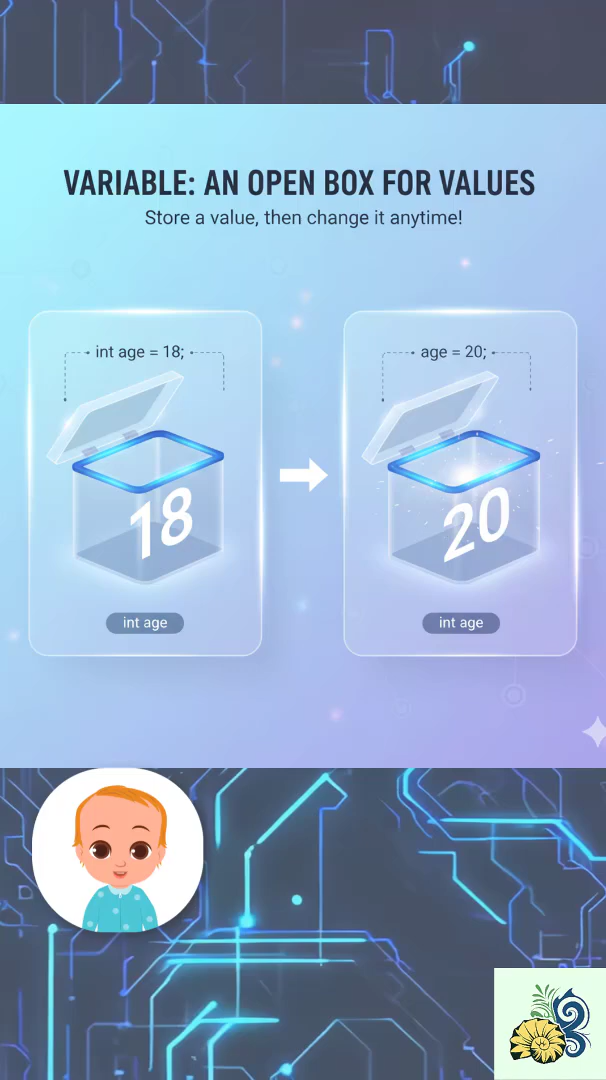 VARIABLE: AN OPEN BOX FOR VALUES
Store a value, then change it anytime!
int age = 18;
age = 20;
18
20
int age
int age